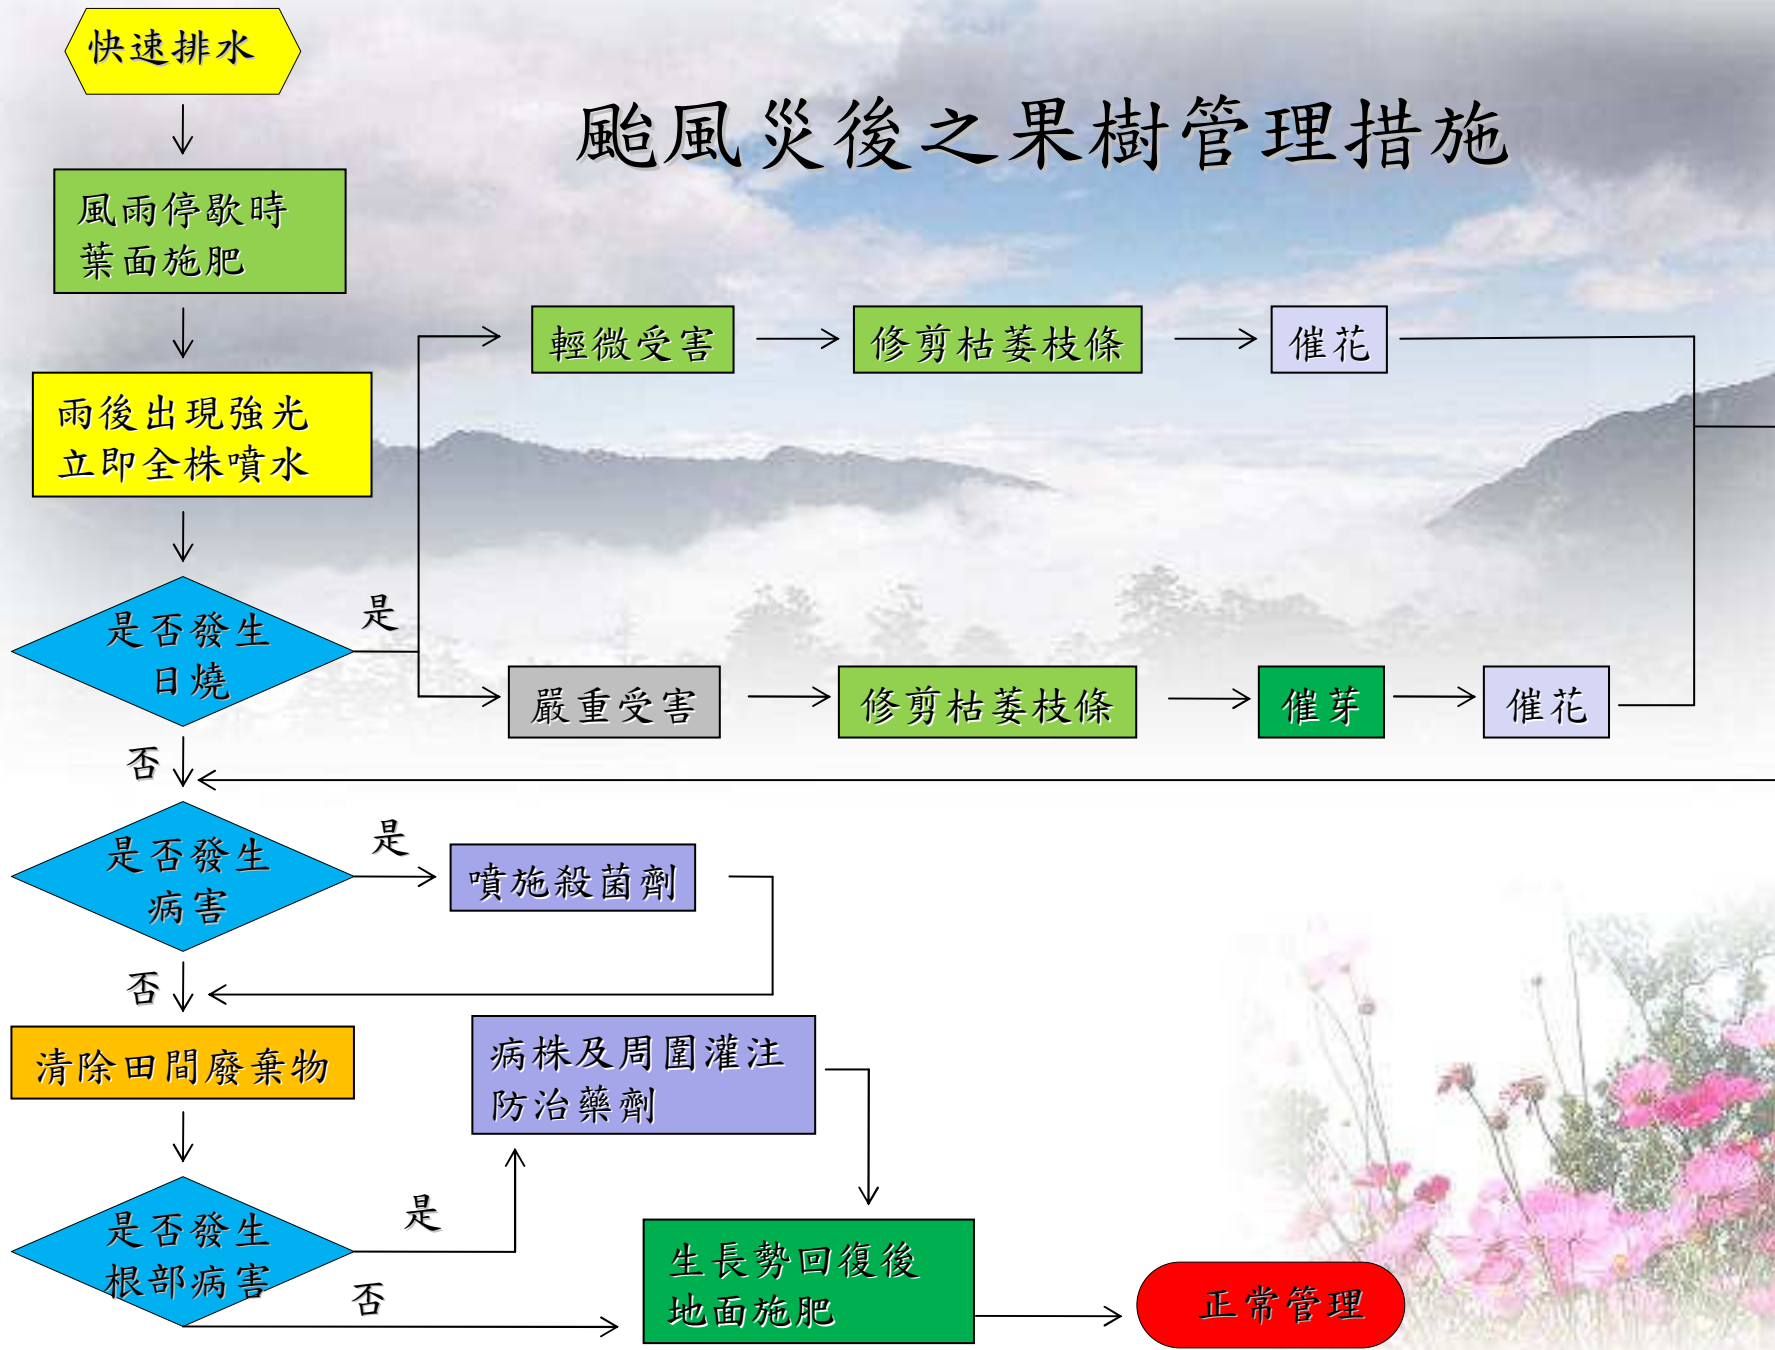 快速排水
颱風災後之果樹管理措施
風雨停歇時
葉面施肥
輕微受害
修剪枯萎枝條
催花
雨後出現強光
立即全株噴水
是否發生
日燒
是
嚴重受害
修剪枯萎枝條
催芽
催花
否
是否發生
病害
是
噴施殺菌劑
否
清除田間廢棄物
病株及周圍灌注
防治藥劑
是否發生
根部病害
是
否
生長勢回復後
地面施肥
正常管理